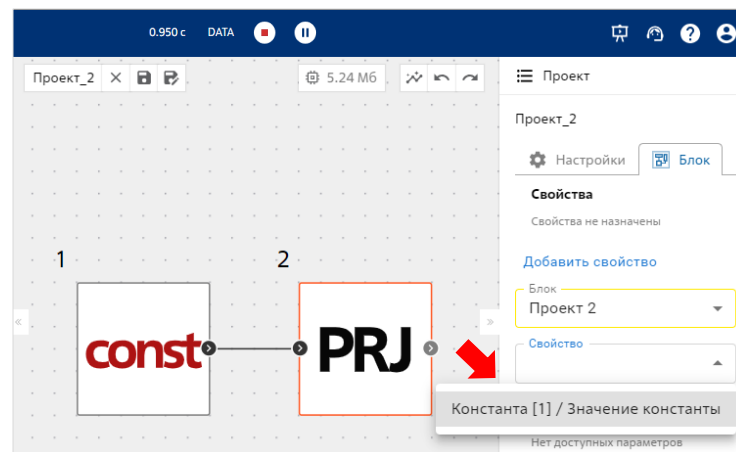 0.950 с DATA
Проект_2 5.24 Мб
Проект
Проект_2
Настройки Блок
Свойства
Свойства не назначены
Добавить свойство
Блок
Проект 2
Свойство
Константа [1] / Значение константы
Нет доступных параметров
1 2
const PRJ